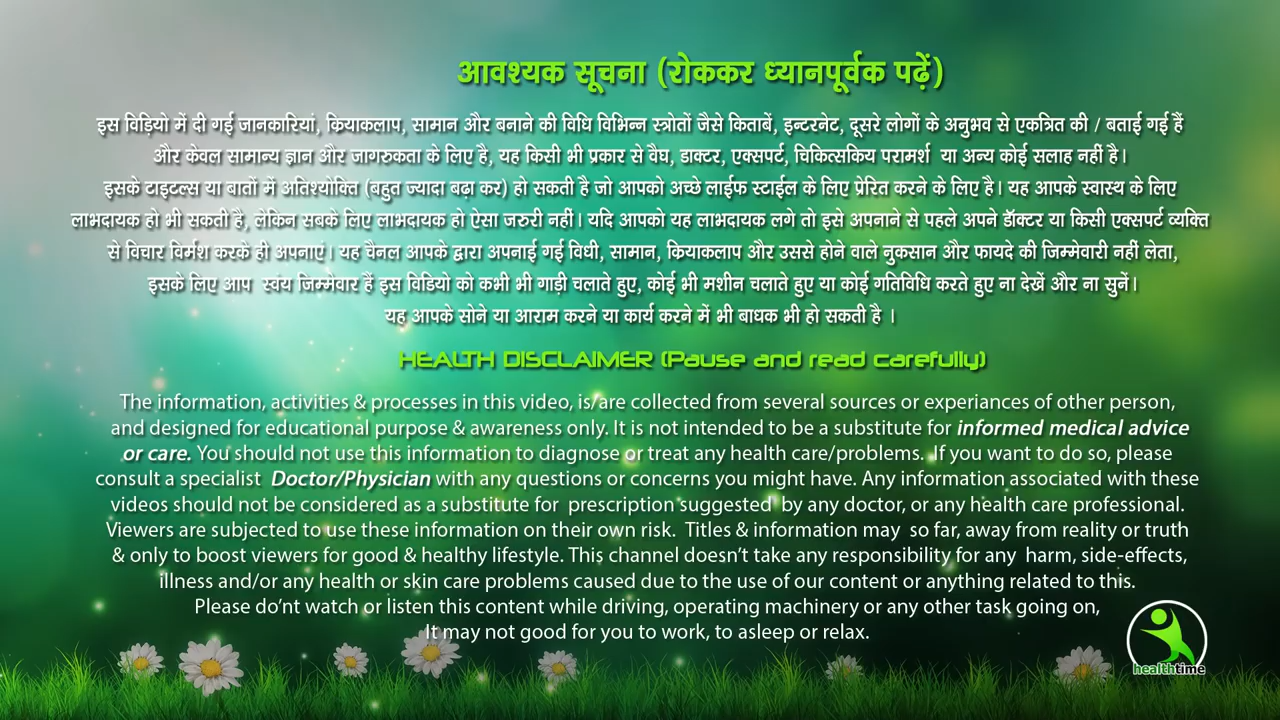 आवश्यक सूचना (रोककर ध्यानपूर्वक पढ़ें)
इस विड़ियो में दी गई जानकारियां, कियाकलाप, सामान और बनाने की विधि विभिन्न स्त्रोतों जैसे किताबें, इन्टरनेट, दूसरे लोगों के अनुभव से एकत्रित की / बताई गई हैं
और केवल सामान्य ज्ञान और जागरुकता के लिए है, यह किसी भी प्रकार से वैघ, डाक्टर, एक्सपर्ट, चिकित्सकिय परामर्श या अन्य कोई सलाह नहीं है।
इसके टाइटल्स या बातों में अतिश्योक्ति (बहुत ज्यादा बढ़ा कर) हो सकती है जो आपको अच्छे लाईफ स्टाईल के लिए प्रेरित करने के लिए है। यह आपके स्वास्थ के लिए
लाभदायक हो भी सकती है, लेकिन सबके लिए लाभदायक हो ऐसा जरुरी नहीं। यदि आपको यह लाभदायक लगे तो इसे अपनाने से पहले अपने डॅाक्टर या किसी एक्सपर्ट व्यक्ति
से विचार विर्मश करके ही अपनाएं। यह चैनल आपके द्वारा अपनाई गई विधी, सामान, कियाकलाप और उससे होने वाले नुकसान और फायदे की जिम्मेवारी नहीं लेता,
इसके लिए आप स्वंय जिम्मेवार हैं इस विडियो को कभी भी गाड़ी चलाते हुए, कोई भी मशीन चलाते हुए या कोई गतिविधि करते हुए ना देखें और ना सुनें।
यह आपके सोने या आराम करने या कार्य करने में भी बाधक भी हो सकती है ।
HEALTH DISCLAIMER (Pause and read carefully)
The information, activities & processes in this video, is/are collected from several sources or experiances of other person,
and designed for educational purpose & awareness only. It is not intended to be a substitute for informed medical advice
or care. You should not use this information to diagnose or treat any health care/problems. If you want to do so, please
consult a specialist Doctor/Physician with any questions or concerns you might have. Any information associated with these
videos should not be considered as a substitute for prescription suggested by any doctor, or any health care professional.
Viewers are subjected to use these information on their own risk. Titles & information may so far, away from reality or truth
& only to boost viewers for good & healthy lifestyle. This channel doesn't take any responsibility for any harm, side-effects,
illness and/or any health or skin care problems caused due to the use of our content or anything related to this.
Please do'nt watch or listen this content while driving, operating machinery or any other task going on,
It may not good for you to work, to asleep or relax.
healthtime